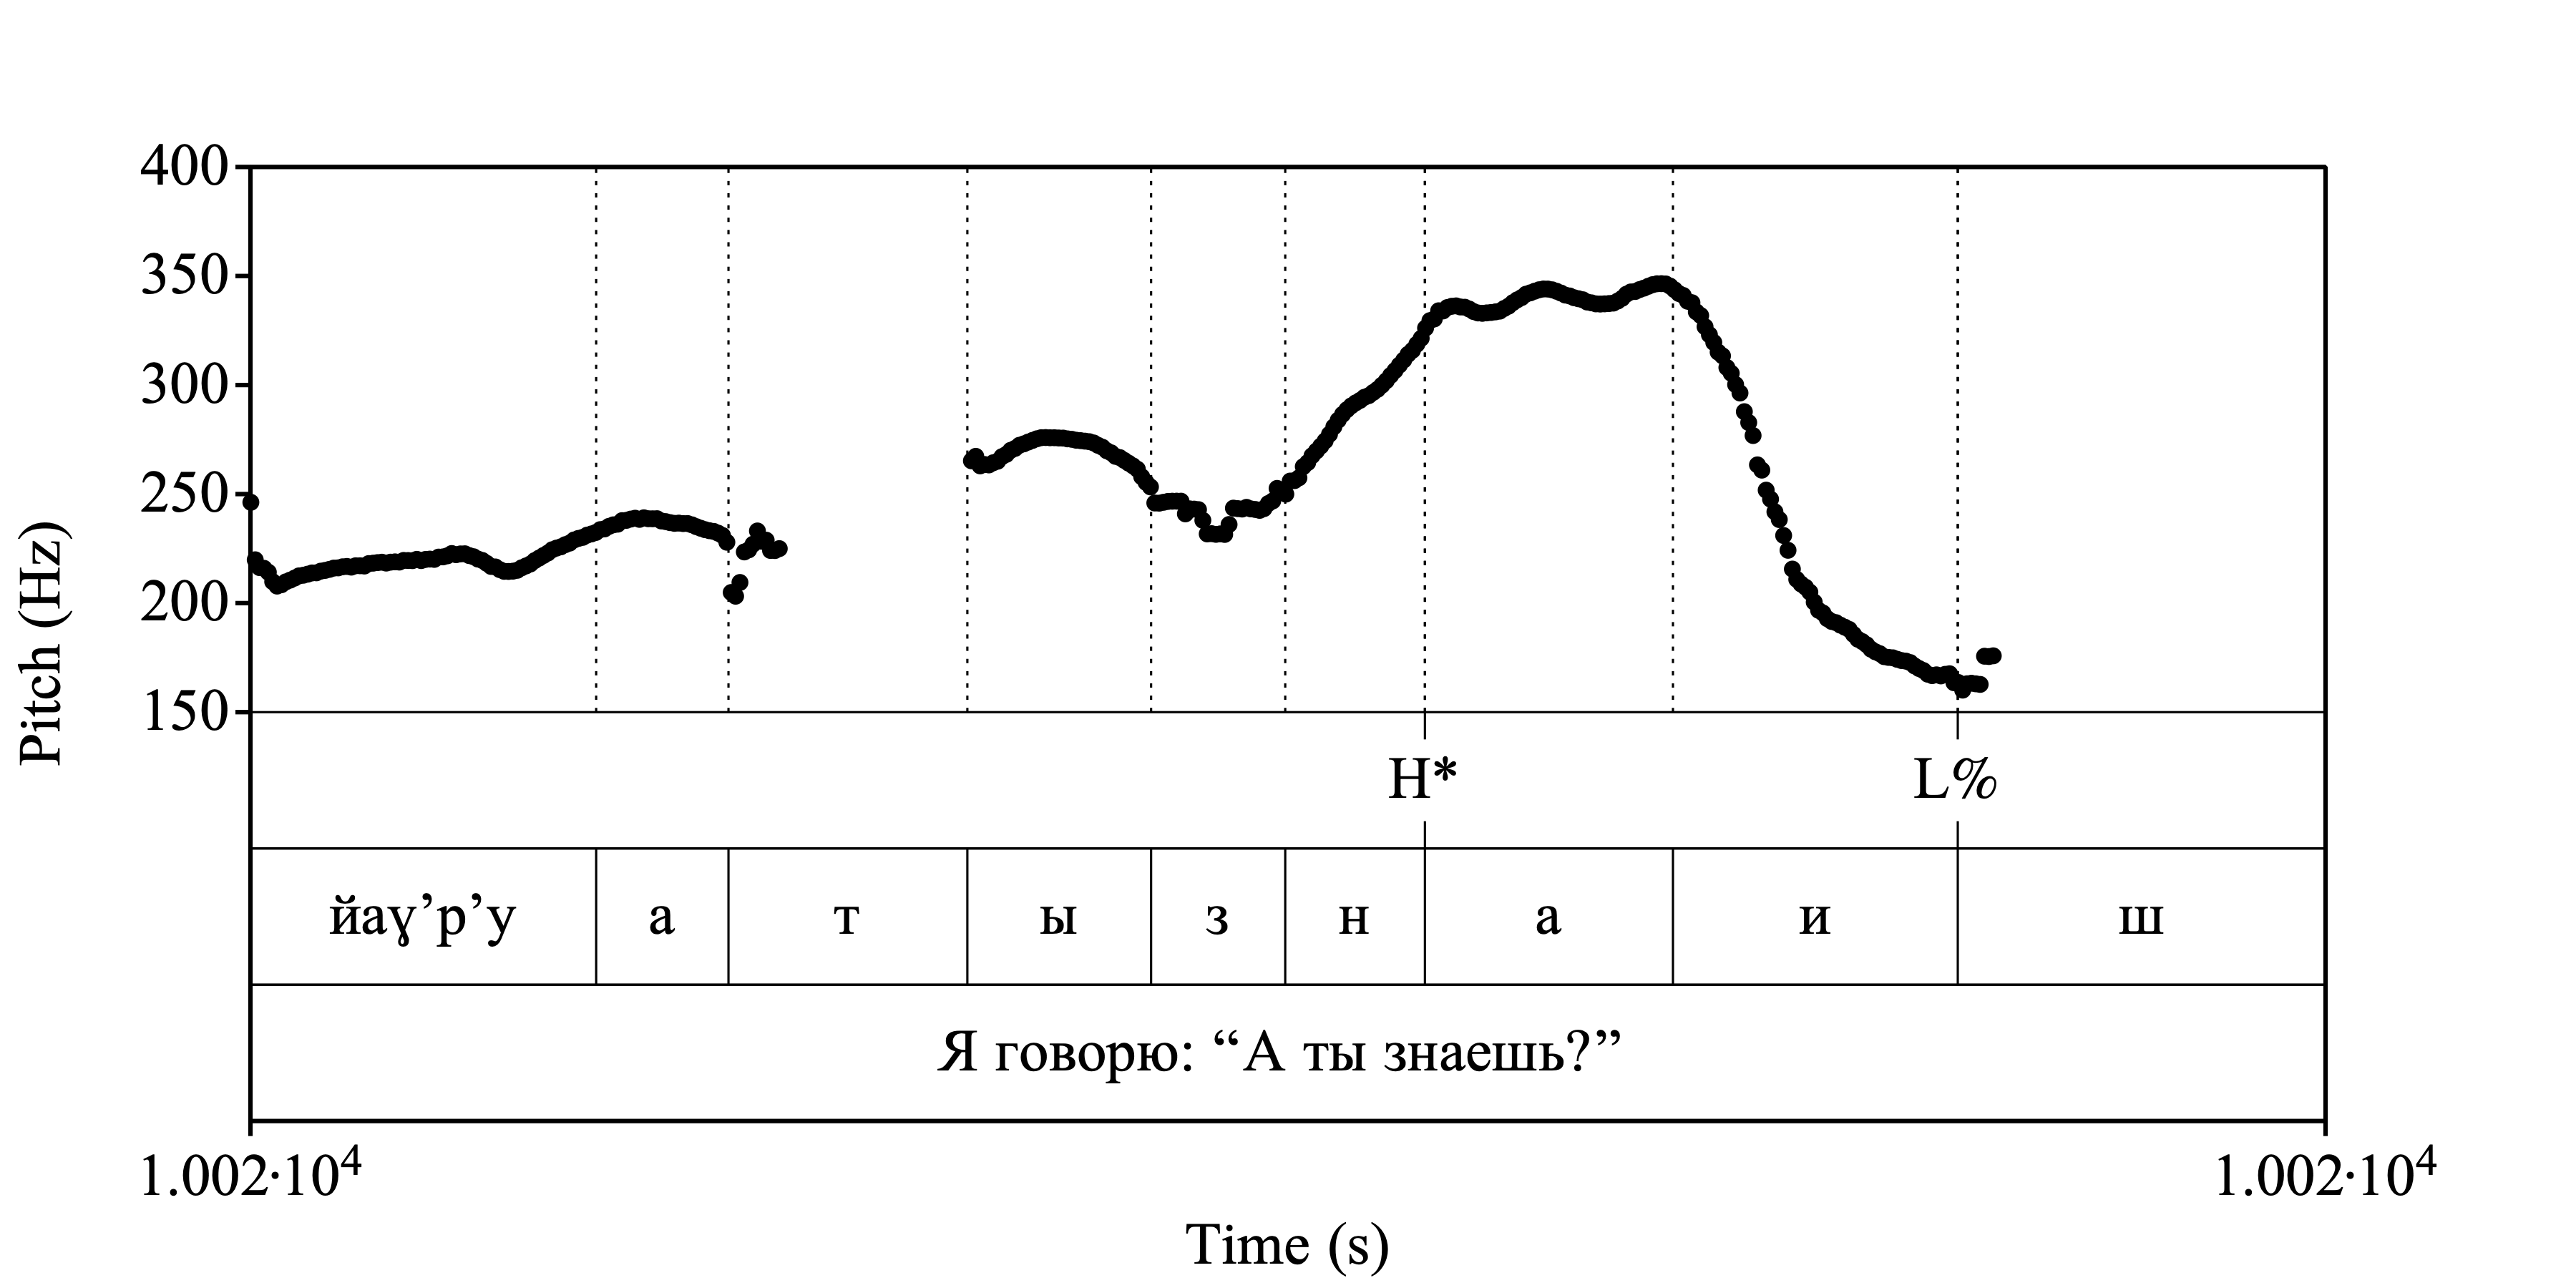 400
350
300
250
200
150
Pitch (Hz)
H* L%
йаɣ’р’у а т ы з н а и ш
Я говорю: “А ты знаешь?”
1.002·10⁴ 1.002·10⁴
Time (s)